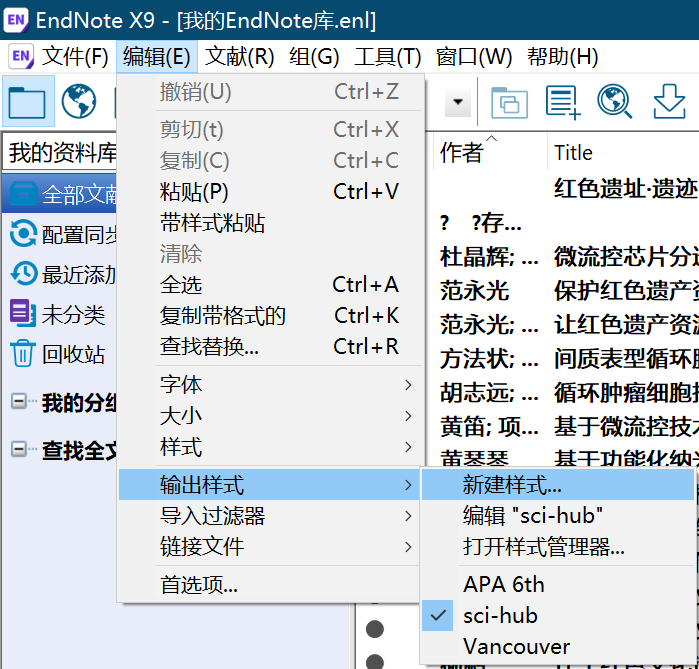 EN EndNote X9 - [我的EndNote库.enl]
EN 文件(F) 编辑(E) 文献(R) 组(G) 工具(T) 窗口(W) 帮助(H)
撤销(U) Ctrl+Z
剪切(t) Ctrl+X
复制(C) Ctrl+C
粘贴(P) Ctrl+V
带样式粘贴
清除
全选 Ctrl+A
复制带格式的 Ctrl+K
查找替换... Ctrl+R
字体
大小
样式
输出样式
导入过滤器
链接文件
首选项...
新建样式...
编辑 "sci-hub"
打开样式管理器...
APA 6th
sci-hub
Vancouver
我的资料库
全部文献
配置同步
最近添加
未分类
回收站
我的分组
查找全文
作者 Title
红色遗址·遗迹
? ?存...
杜晶辉; ... 微流控芯片分选
范永光 保护红色遗产资
范永光; ... 让红色遗产资源
方法状; ... 间质表型循环肿
胡志远; ... 循环肿瘤细胞捕
黄笛; 项... 基于微流控技术
黄琴琴 基于功能化纳米